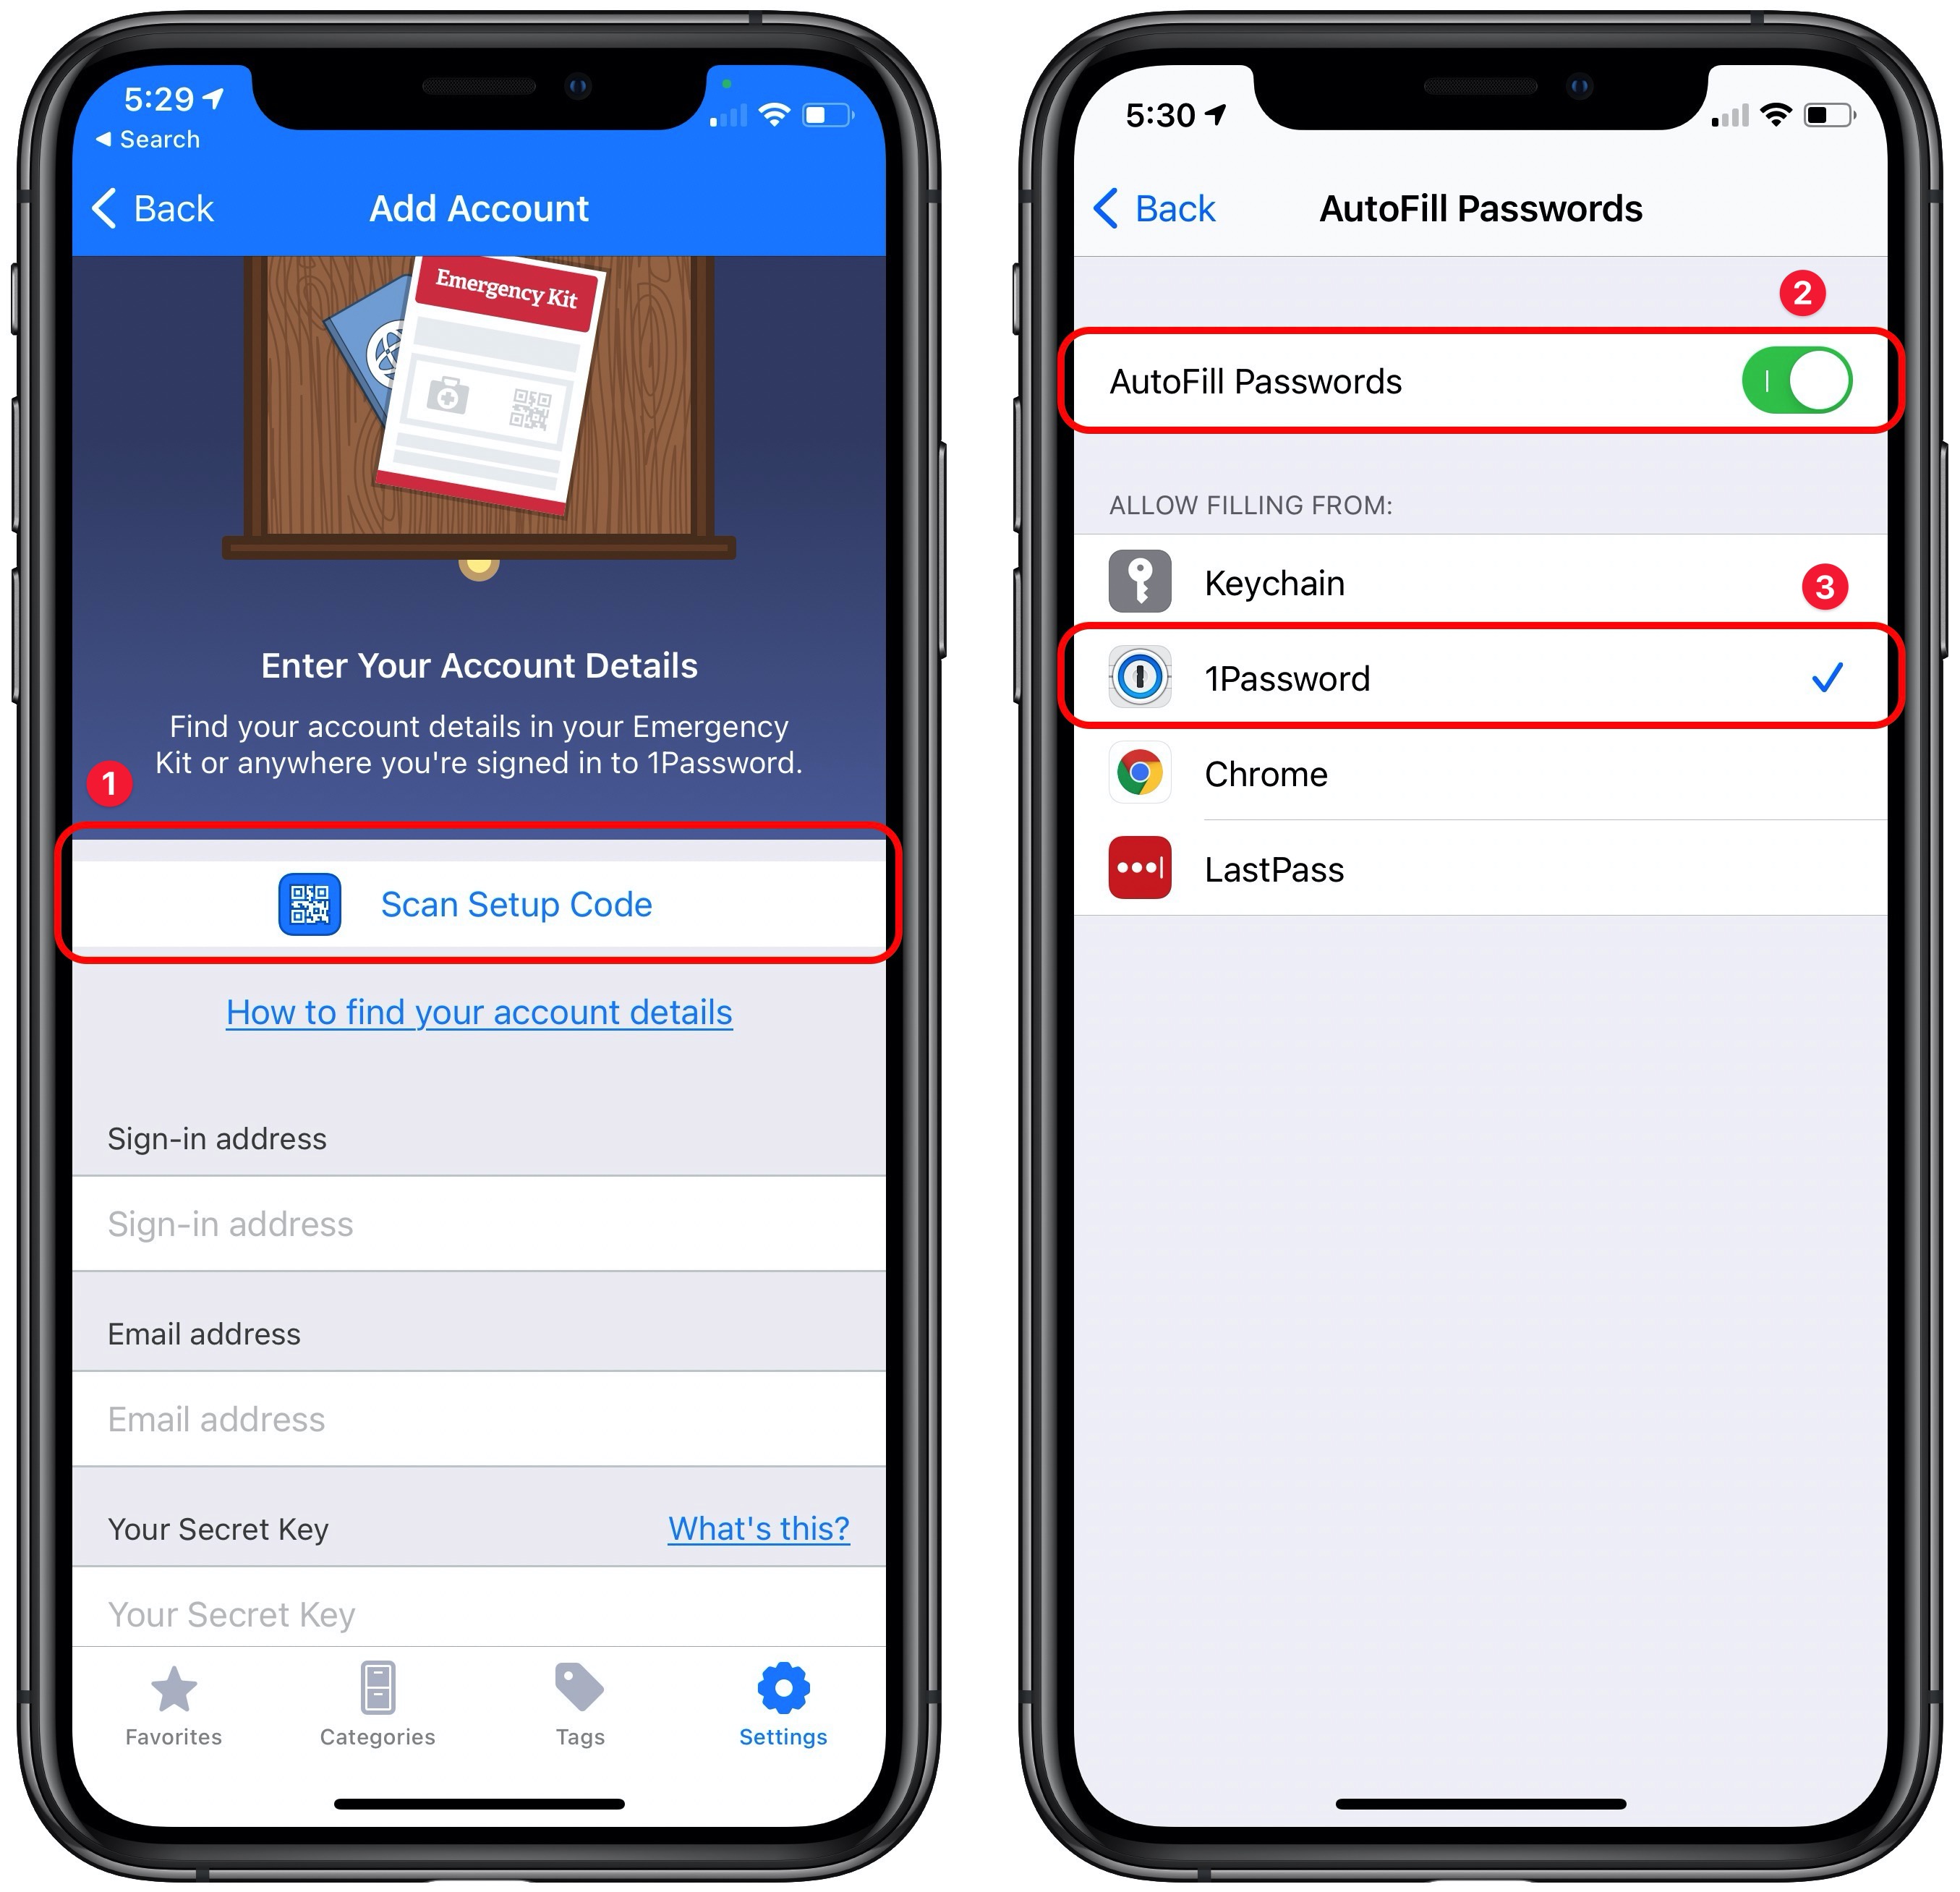 5:29
Search
Back
Add Account
Emergency Kit
Enter Your Account Details
Find your account details in your Emergency
Kit or anywhere you're signed in to 1Password.
1
Scan Setup Code
How to find your account details
Sign-in address
Sign-in address
Email address
Email address
Your Secret Key What's this?
Your Secret Key
Favorites Categories Tags Settings
5:30
Back
AutoFill Passwords
2
AutoFill Passwords
ALLOW FILLING FROM:
Keychain
3
1Password
Chrome
LastPass